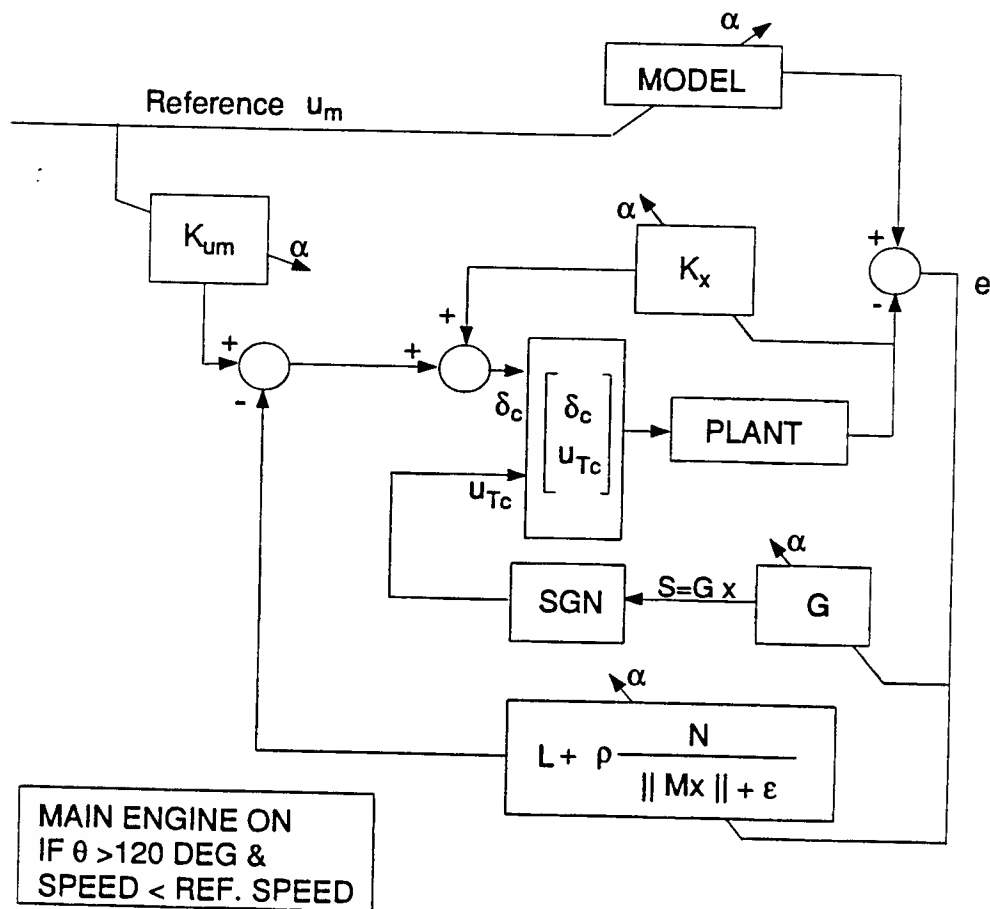 α
MODEL
Reference u_m
K_um
α
α
K_x
+
-
e
+
+
+
-
δ_c
δ_c
u_Tc
PLANT
u_Tc
α
SGN
S=G x
G
α
L + ρ N / || Mx || + ε
MAIN ENGINE ON
IF θ >120 DEG &
SPEED < REF. SPEED